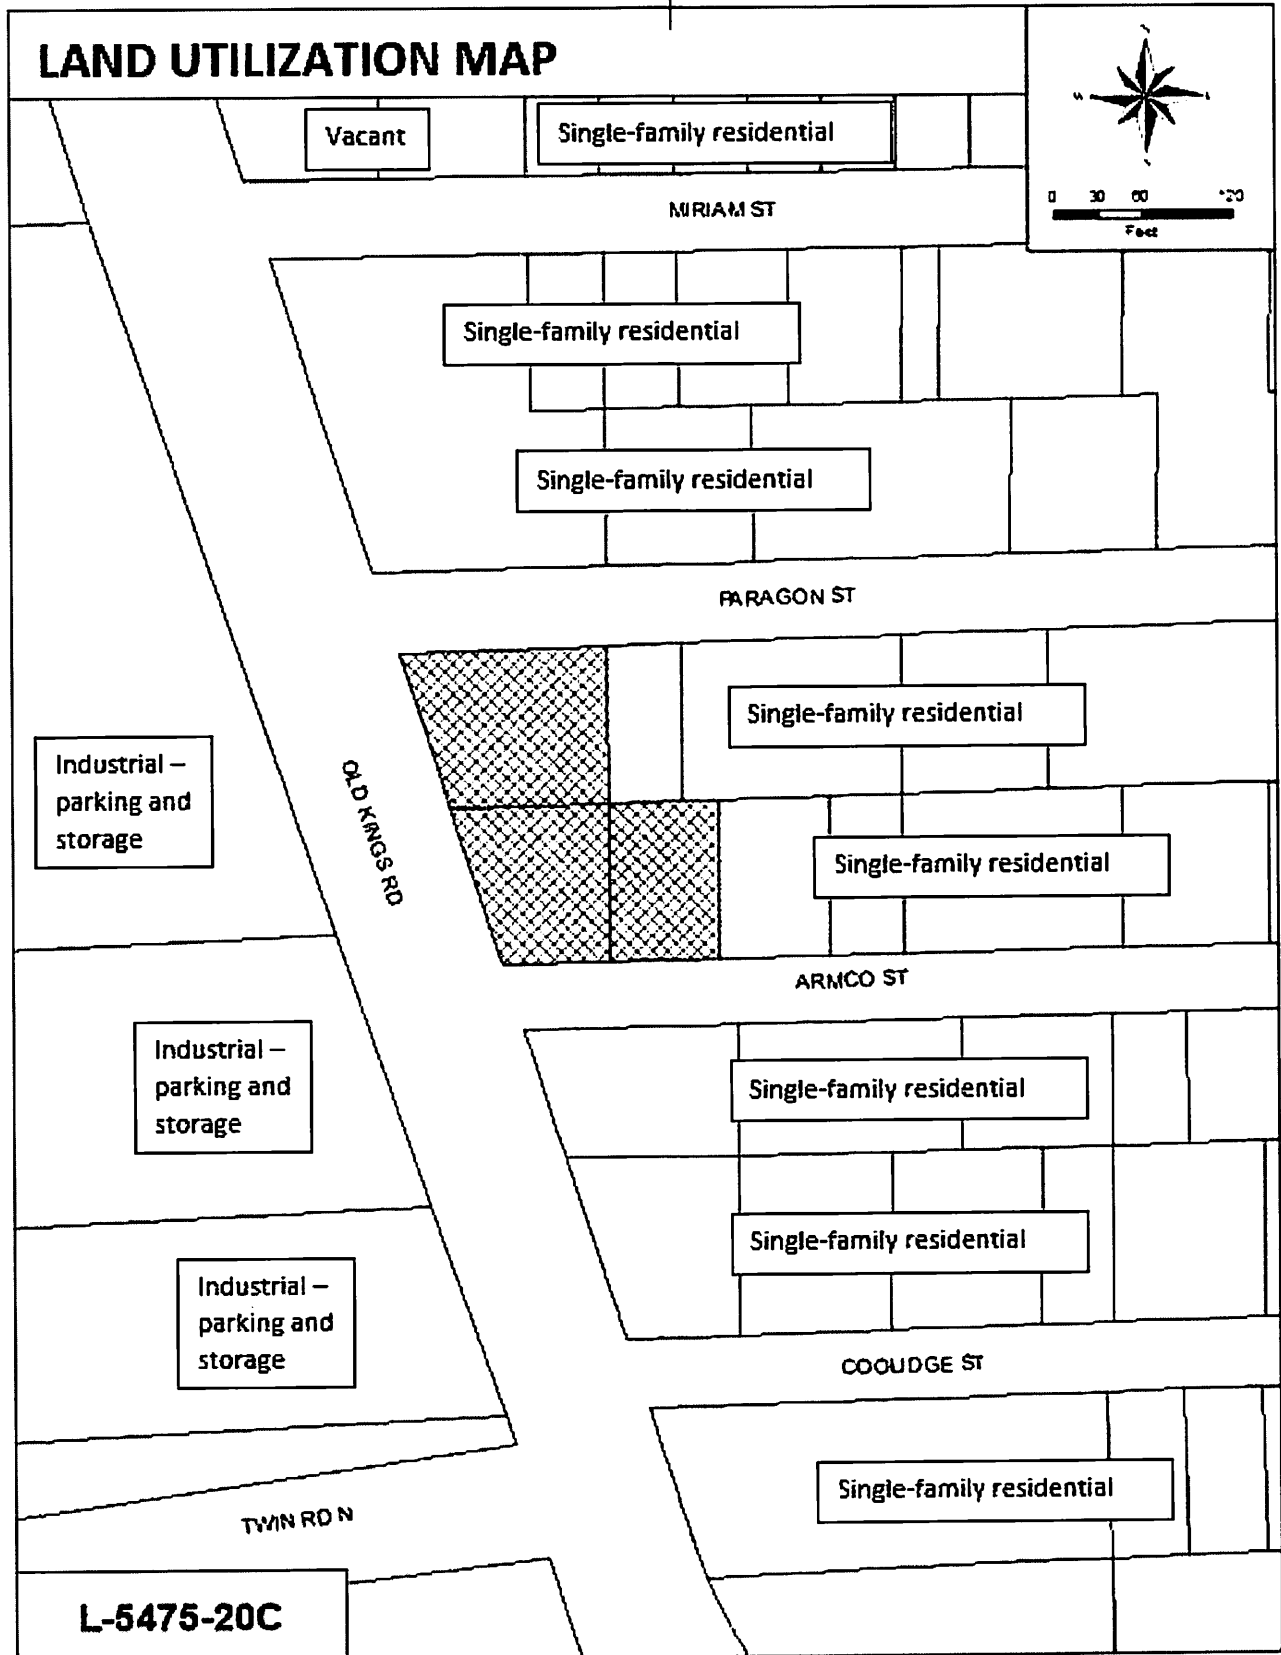 LAND UTILIZATION MAP
Vacant
Single-family residential
0 30 60 120
Feet
MIRIAM ST
Single-family residential
Single-family residential
PARAGON ST
Single-family residential
Industrial –
parking and
storage
OLD KINGS RD
Single-family residential
ARMCO ST
Industrial –
parking and
storage
Single-family residential
Single-family residential
Industrial –
parking and
storage
COOLIDGE ST
Single-family residential
TWIN RD N
L-5475-20C